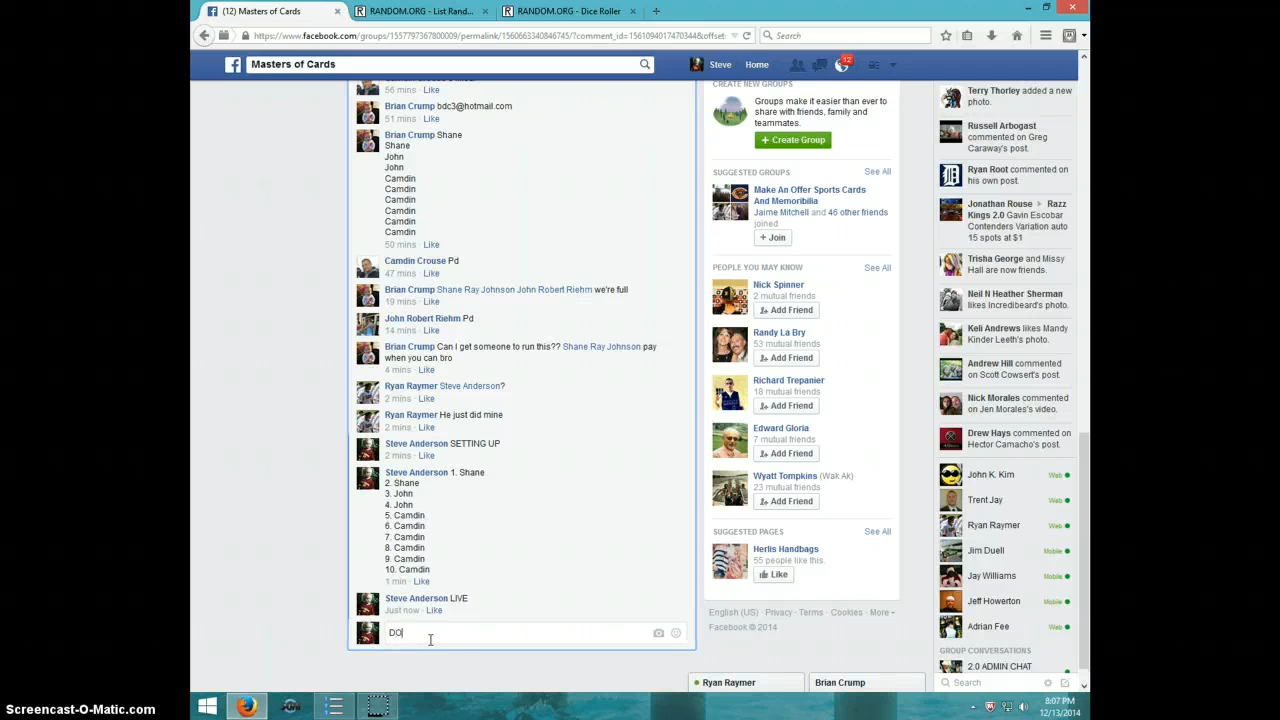 (12) Masters of Cards
RANDOM.ORG - List Rand...
RANDOM.ORG - Dice Roller
https://www.facebook.com/groups/1557797367800009/permalink/1560663340846745/?comment_id=1561094017470344&offset
Search
Masters of Cards
Steve
Home
12
56 mins · Like
Brian Crump bdc3@hotmail.com
51 mins · Like
Brian Crump Shane
Shane
John
John
Camdin
Camdin
Camdin
Camdin
Camdin
Camdin
50 mins · Like
Camdin Crouse Pd
47 mins · Like
Brian Crump Shane Ray Johnson John Robert Riehm we're full
19 mins · Like
John Robert Riehm Pd
14 mins · Like
Brian Crump Can I get someone to run this?? Shane Ray Johnson pay
when you can bro
4 mins · Like
Ryan Raymer Steve Anderson?
2 mins · Like
Ryan Raymer He just did mine
2 mins · Like
Steve Anderson SETTING UP
2 mins · Like
Steve Anderson 1. Shane
2. Shane
3. John
4. John
5. Camdin
6. Camdin
7. Camdin
8. Camdin
9. Camdin
10. Camdin
1 min · Like
Steve Anderson LIVE
Just now · Like
DO
CREATE NEW GROUPS
Groups make it easier than ever to
share with friends, family and
teammates.
+ Create Group
SUGGESTED GROUPS
See All
Make An Offer Sports Cards
And Memoribilia
Jaime Mitchell and 46 other friends
joined
+ Join
PEOPLE YOU MAY KNOW
See All
Nick Spinner
2 mutual friends
Add Friend
Randy La Bry
53 mutual friends
Add Friend
Richard Trepanier
18 mutual friends
Add Friend
Edward Gloria
7 mutual friends
Add Friend
Wyatt Tompkins (Wak Ak)
23 mutual friends
Add Friend
SUGGESTED PAGES
See All
Herlis Handbags
55 people like this.
Like
English (US) · Privacy · Terms · Cookies · More
Facebook © 2014
Terry Thorley added a new
photo.
Russell Arbogast
commented on Greg
Caraway's post.
Ryan Root commented on
his own post.
Jonathan Rouse ▸ Razz
Kings 2.0 Gavin Escobar
Contenders Variation auto
15 spots at $1
Trisha George and Missy
Hall are now friends.
Neil N Heather Sherman
likes Incredibeard's photo.
Keli Andrews likes Mandy
Kinder Leeth's photo.
Andrew Hill commented
on Scott Cowsert's post.
Nick Morales commented
on Jen Morales's video.
Drew Hays commented on
Hector Camacho's post.
John K. Kim Web
Trent Jay Web
Ryan Raymer Web
Jim Duell Mobile
Jay Williams Mobile
Jeff Howerton Mobile
Adrian Fee Web
GROUP CONVERSATIONS
2.0 ADMIN CHAT
Search
Ryan Raymer
Brian Crump
8:07 PM
12/13/2014
Screencast-O-Matic.com